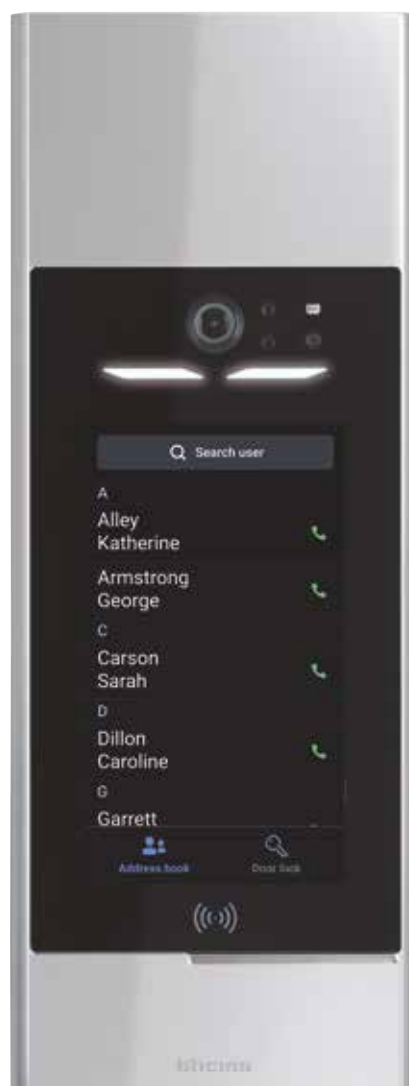 Search user
A
Alley
Katherine
Armstrong
George
C
Carson
Sarah
D
Dillon
Caroline
G
Garrett
Address book
Door lock
bticino